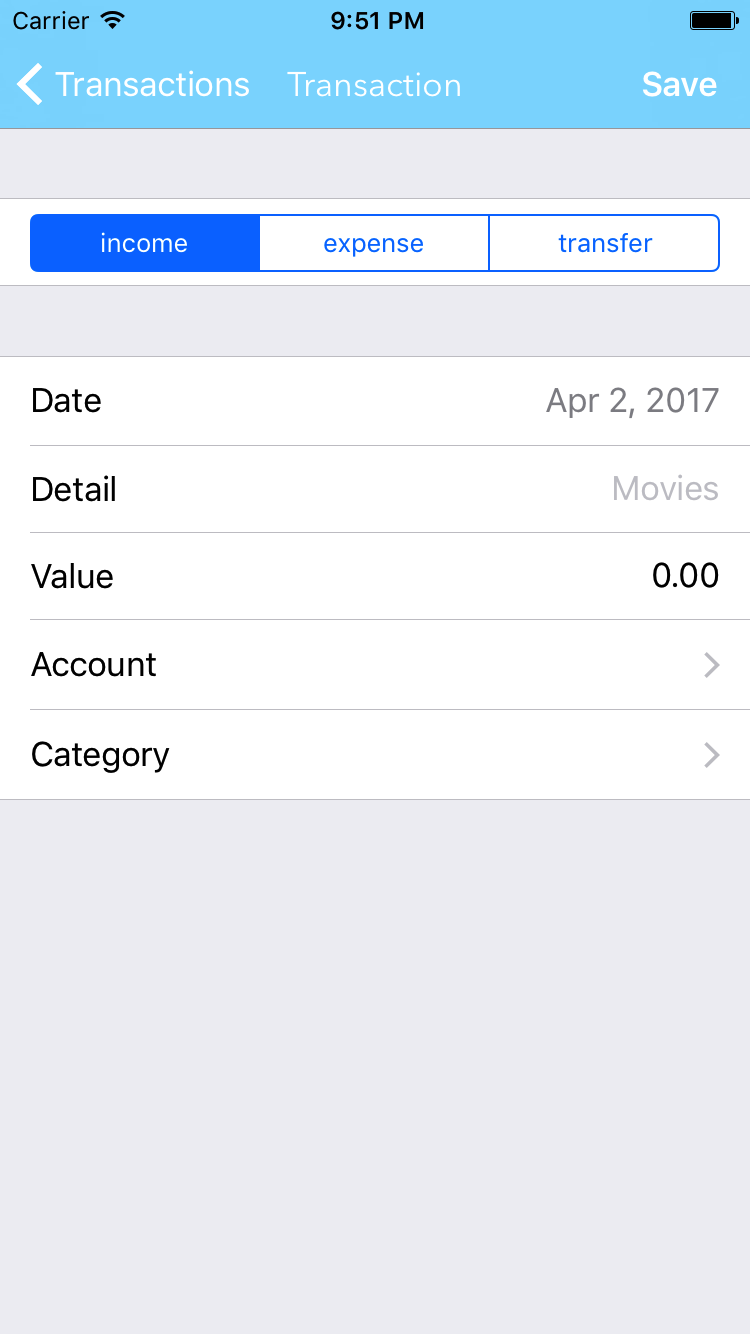 Carrier 9:51 PM
Transactions Transaction Save
income expense transfer
Date Apr 2, 2017
Detail Movies
Value 0.00
Account
Category